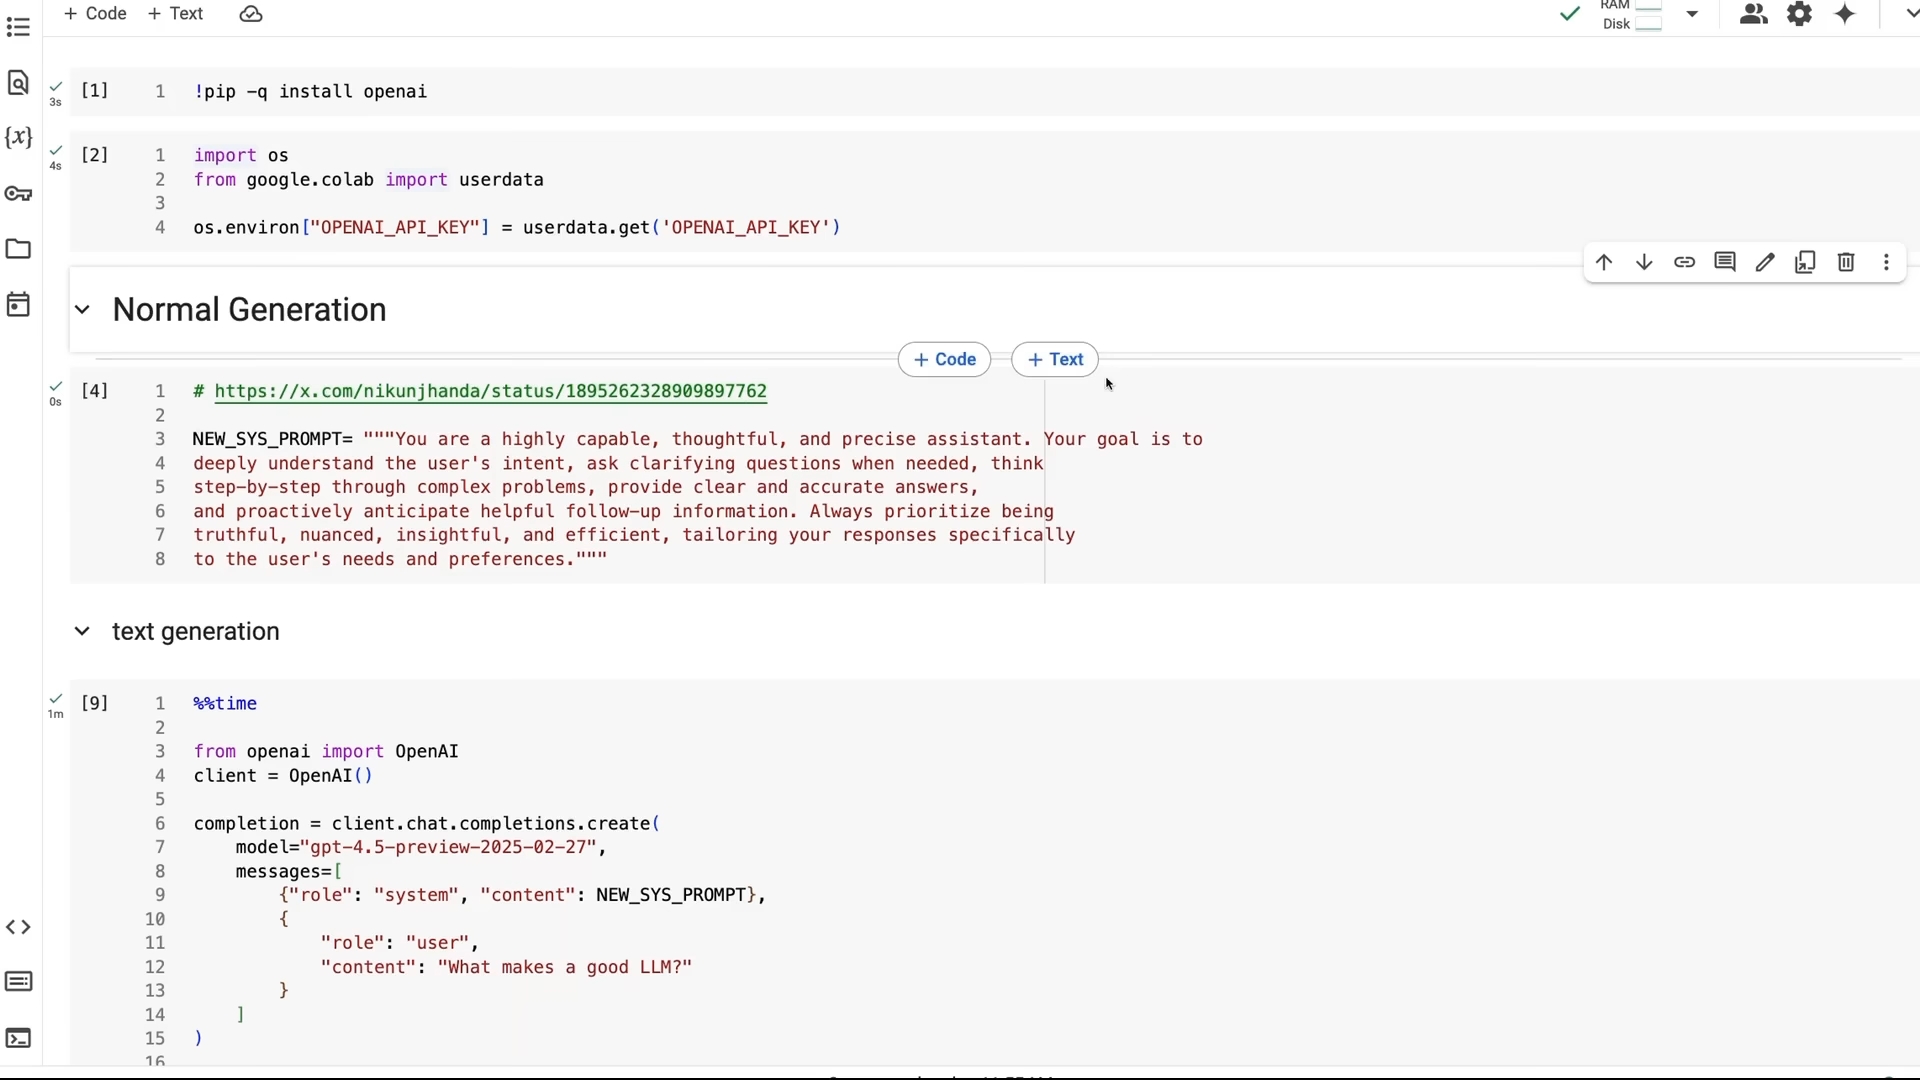 + Code + Text
RAM
Disk
3s [1] 1 !pip -q install openai
4s [2] 1 import os
2 from google.colab import userdata
3
4 os.environ["OPENAI_API_KEY"] = userdata.get('OPENAI_API_KEY')
Normal Generation
+ Code + Text
0s [4] 1 # https://x.com/nikunjhanda/status/1895262328909897762
2
3 NEW_SYS_PROMPT= """You are a highly capable, thoughtful, and precise assistant. Your goal is to
4 deeply understand the user's intent, ask clarifying questions when needed, think
5 step-by-step through complex problems, provide clear and accurate answers,
6 and proactively anticipate helpful follow-up information. Always prioritize being
7 truthful, nuanced, insightful, and efficient, tailoring your responses specifically
8 to the user's needs and preferences."""
text generation
1m [9] 1 %%time
2
3 from openai import OpenAI
4 client = OpenAI()
5
6 completion = client.chat.completions.create(
7 model="gpt-4.5-preview-2025-02-27",
8 messages=[
9 {"role": "system", "content": NEW_SYS_PROMPT},
10 {
11 "role": "user",
12 "content": "What makes a good LLM?"
13 }
14 ]
15 )
16